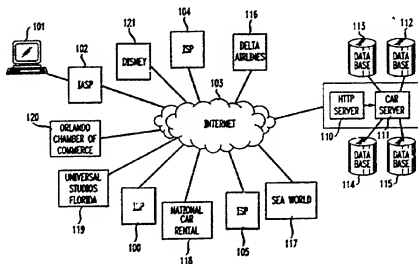 101
102
IASP
121
DISNEY
104
ISP
116
DELTA
AIRLINES
103
INTERNET
113
DATA
BASE
112
DATA
BASE
HTTP
SERVER
110
CAR
SERVER
111
DATA
BASE
114
DATA
BASE
115
120
ORLANDO
CHAMBER OF
COMMERCE
UNIVERSAL
STUDIOS
FLORIDA
119
100
NATIONAL
CAR
RENTAL
118
ESP
105
SEA WORLD
117